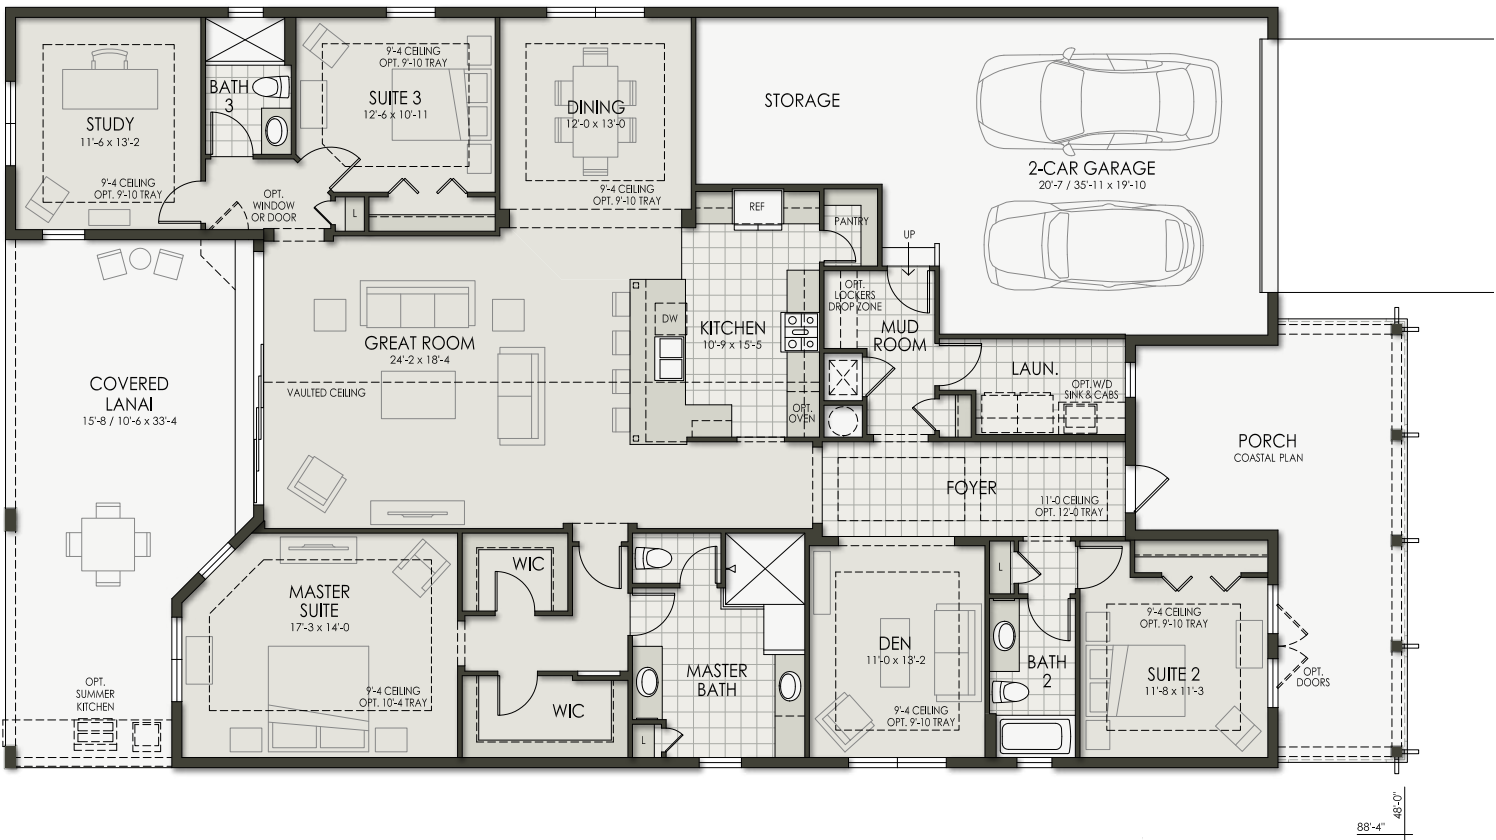 STUDY
11'-6 x 13'-2
9'-4 CEILING
OPT. 9'-10 TRAY
BATH
3
OPT.
WINDOW
OR DOOR
9'-4 CEILING
OPT. 9'-10 TRAY
SUITE 3
12'-6 x 10'-11
L
DINING
12'-0 x 13'-0
9'-4 CEILING
OPT. 9'-10 TRAY
STORAGE
2-CAR GARAGE
20'-7 / 35'-11 x 19'-10
REF
PANTRY
UP
OPT.
LOCKERS
DROP ZONE
MUD
ROOM
DW
KITCHEN
10'-9 x 15'-5
OPT.
OVEN
GREAT ROOM
24'-2 x 18'-4
VAULTED CEILING
COVERED
LANAI
15'-8 / 10'-6 x 33'-4
LAUN.
OPT. W/D
SINK & CABS
PORCH
COASTAL PLAN
FOYER
11'-0 CEILING
OPT. 12'-0 TRAY
MASTER
SUITE
17'-3 x 14'-0
9'-4 CEILING
OPT. 10'-4 TRAY
WIC
WIC
MASTER
BATH
L
DEN
11'-0 x 13'-2
9'-4 CEILING
OPT. 9'-10 TRAY
L
BATH
2
9'-4 CEILING
OPT. 9'-10 TRAY
SUITE 2
11'-8 x 11'-3
OPT.
DOORS
OPT.
SUMMER
KITCHEN
48'-0"
88'-4"